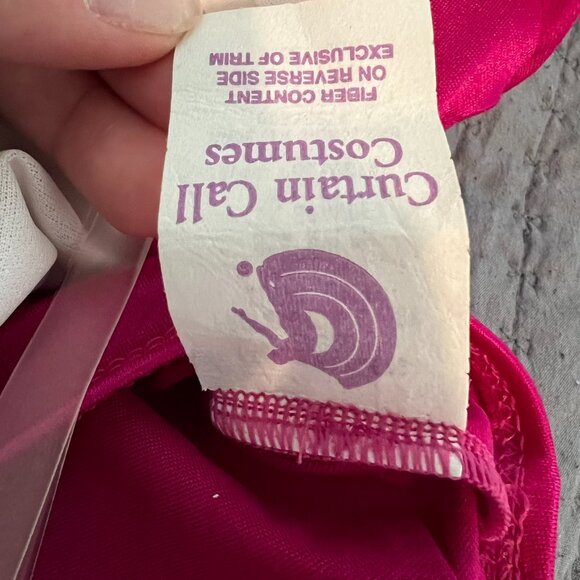 Curtain Call
Costumes
FIBER CONTENT
ON REVERSE SIDE
EXCLUSIVE OF TRIM